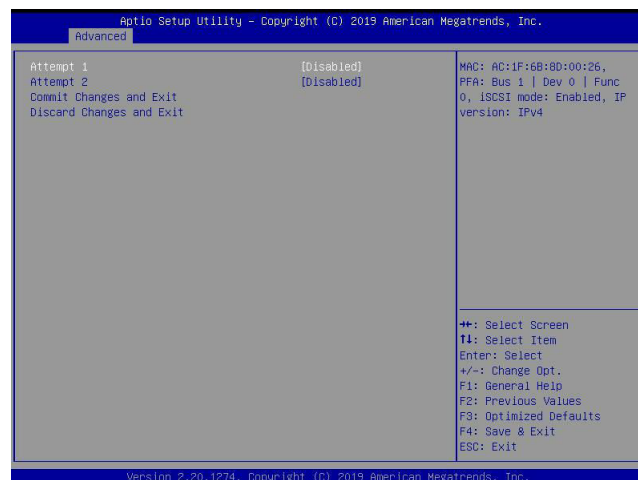 Aptio Setup Utility – Copyright (C) 2019 American Megatrends, Inc.
Advanced
Attempt 1 [Disabled]
Attempt 2 [Disabled]
Commit Changes and Exit
Discard Changes and Exit
MAC: AC:1F:6B:8D:00:26,
PFA: Bus 1 | Dev 0 | Func
0, iSCSI mode: Enabled, IP
version: IPv4
→←: Select Screen
↑↓: Select Item
Enter: Select
+/-: Change Opt.
F1: General Help
F2: Previous Values
F3: Optimized Defaults
F4: Save & Exit
ESC: Exit
Version 2.20.1274. Copyright (C) 2019 American Megatrends, Inc.